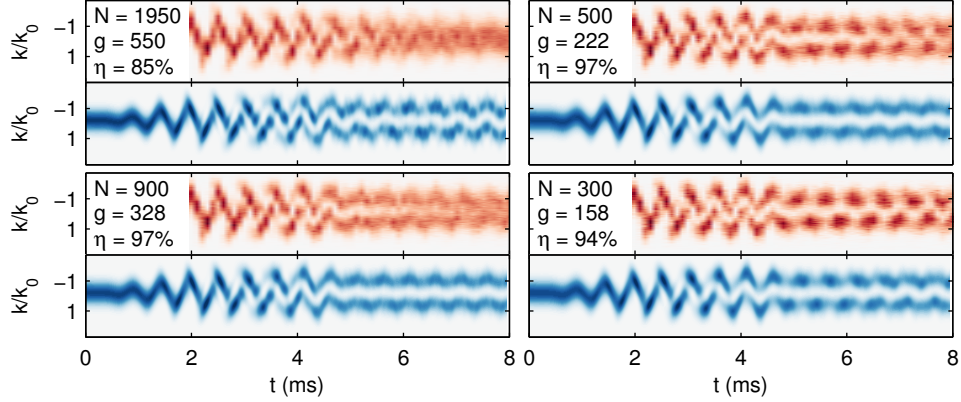 N = 1950
g = 550
η = 85%
k/k0
−1
1
N = 500
g = 222
η = 97%
k/k0
−1
1
N = 900
g = 328
η = 97%
k/k0
−1
1
N = 300
g = 158
η = 94%
k/k0
−1
1
0 2 4 6 8
0 2 4 6 8
t (ms)
t (ms)